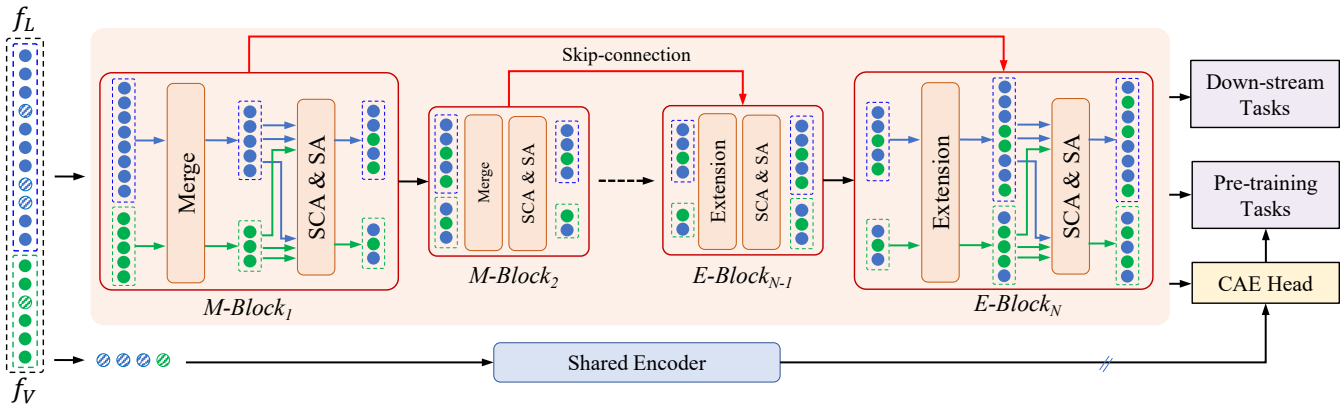 f_L
Skip-connection
Merge
SCA & SA
M-Block_1
Merge
SCA & SA
M-Block_2
Extension
SCA & SA
E-Block_{N-1}
Extension
SCA & SA
E-Block_N
Down-stream
Tasks
Pre-training
Tasks
CAE Head
f_V
Shared Encoder